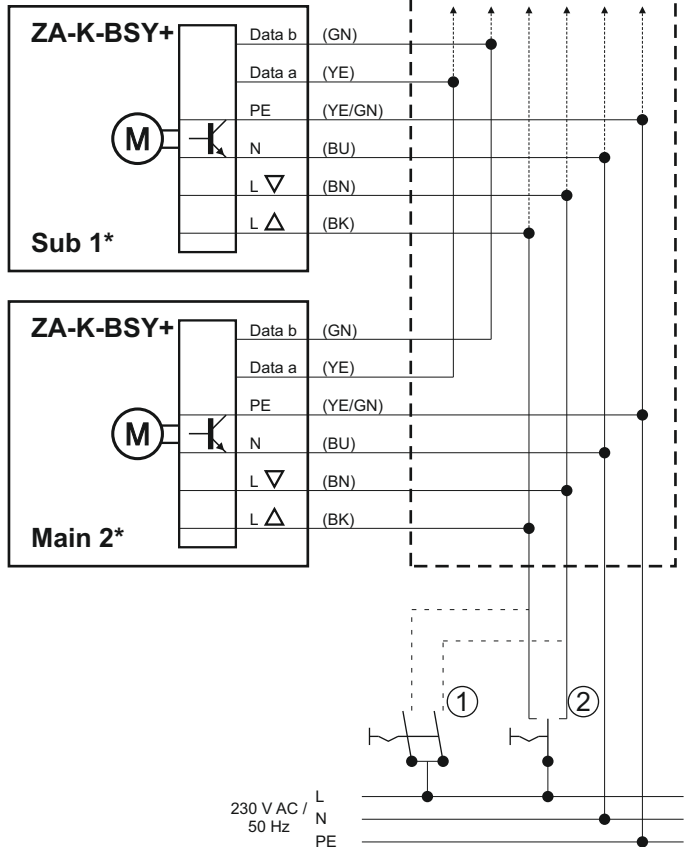 ZA-K-BSY+
Data b (GN)
Data a (YE)
PE (YE/GN)
N (BU)
L ▽ (BN)
L △ (BK)
Sub 1*
ZA-K-BSY+
Data b (GN)
Data a (YE)
PE (YE/GN)
N (BU)
L ▽ (BN)
L △ (BK)
Main 2*
M
M
① ②
230 V AC /
50 Hz
L
N
PE